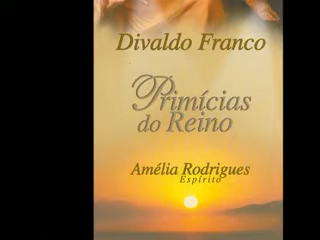 Divaldo Franco
Primícias
do Reino
Amélia Rodrigues
Espírito